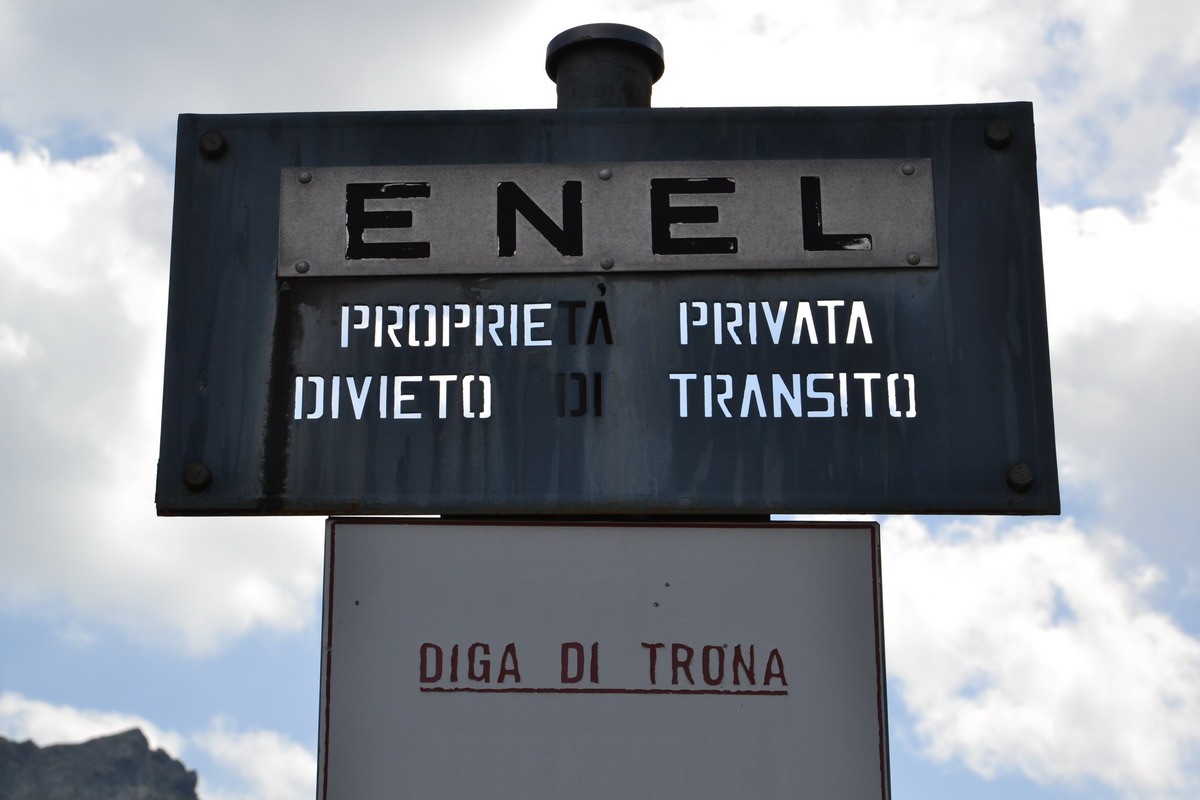 ENEL
PROPRIETÀ PRIVATA
DIVIETO DI TRANSITO
DIGA DI TRONA